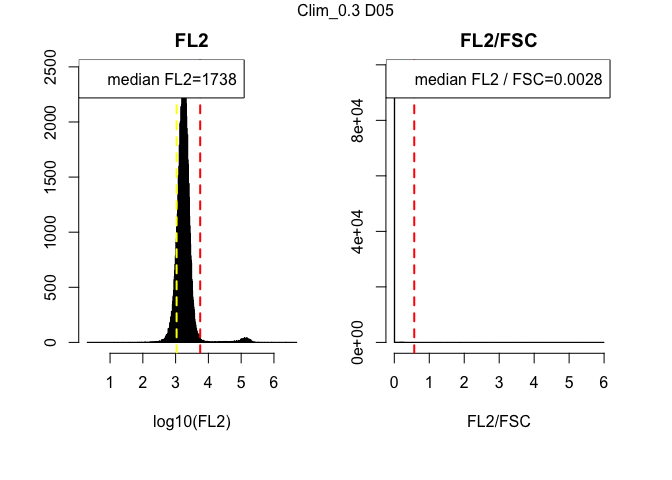 Clim_0.3 D05
FL2
FL2/FSC
median FL2=1738
median FL2 / FSC=0.0028
2500
2000
1500
1000
500
0
8e+04
4e+04
0e+00
1 2 3 4 5 6
0 1 2 3 4 5 6
log10(FL2)
FL2/FSC